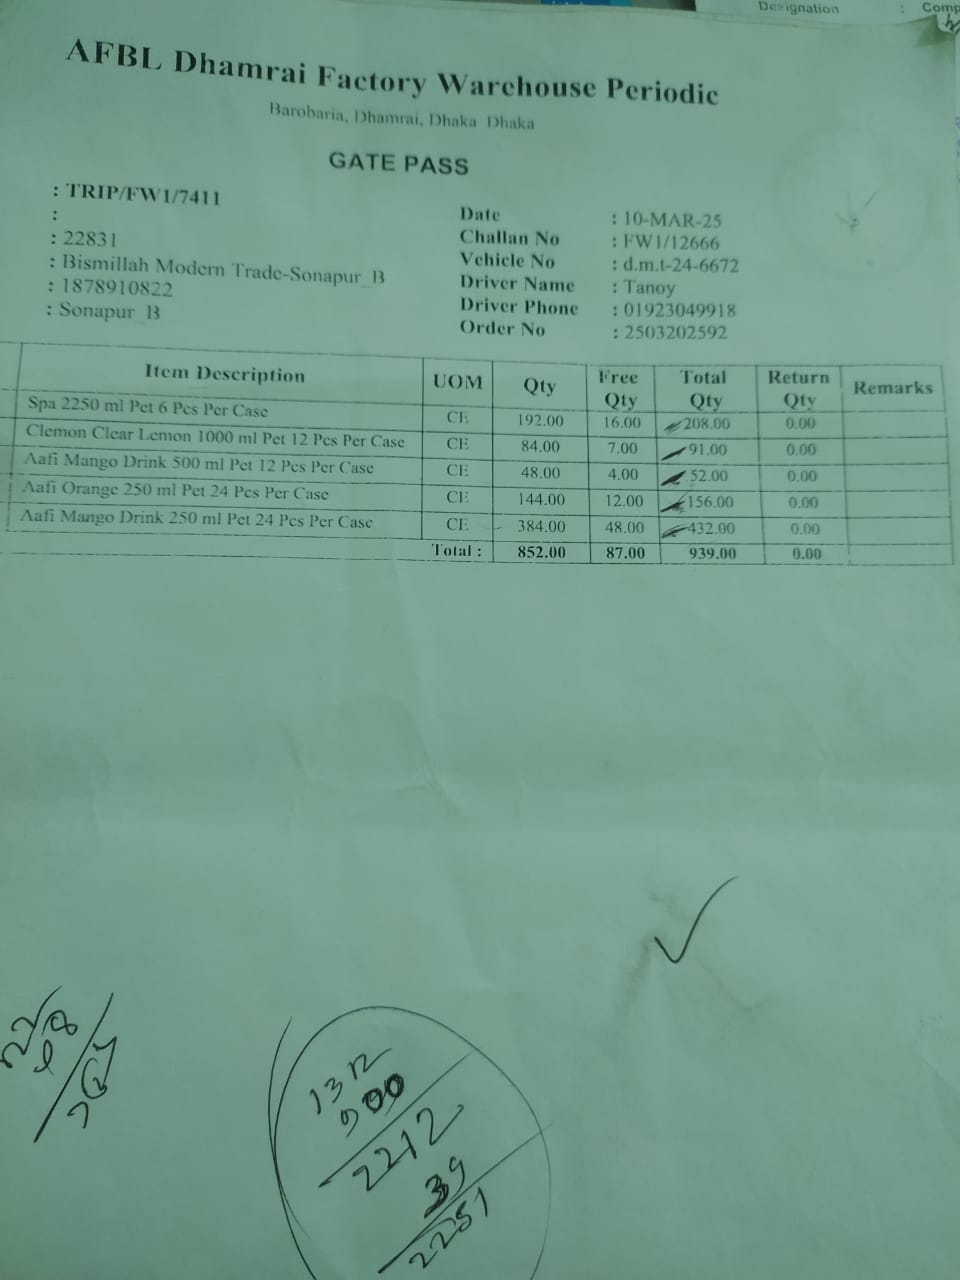 Designation : Comp
AFBL Dhamrai Factory Warehouse Periodic
Barobaria, Dhamrai, Dhaka Dhaka
GATE PASS
: TRIP/FW1/7411
:
: 22831
: Bismillah Modern Trade-Sonapur_B
: 1878910822
: Sonapur B
Date : 10-MAR-25
Challan No : FW1/12666
Vehicle No : d.m.t-24-6672
Driver Name : Tanoy
Driver Phone : 01923049918
Order No : 2503202592
Item Description UOM Qty Free Qty Total Qty Return Qty Remarks
Spa 2250 ml Pet 6 Pcs Per Case CE 192.00 16.00 208.00 0.00
Clemon Clear Lemon 1000 ml Pet 12 Pcs Per Case CE 84.00 7.00 91.00 0.00
Aafi Mango Drink 500 ml Pet 12 Pcs Per Case CE 48.00 4.00 52.00 0.00
Aafi Orange 250 ml Pet 24 Pcs Per Case CE 144.00 12.00 156.00 0.00
Aafi Mango Drink 250 ml Pet 24 Pcs Per Case CE 384.00 48.00 432.00 0.00
Total : 852.00 87.00 939.00 0.00
1312
900
2212
39
2251